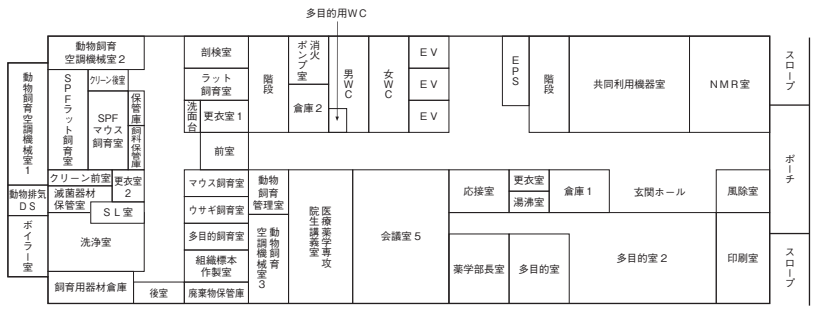 多目的用ＷＣ
動物飼育
空調機械室２
剖検室
階段
消火
ポンプ室
男ＷＣ
女ＷＣ
ＥＶ
ＥＰＳ
階段
共同利用機器室
ＮＭＲ室
スロープ
動物飼育空調機械室１
ＳＰＦラット飼育室
クリーン後室
ラット
飼育室
ＥＶ
保管庫
倉庫２
SPF
マウス
飼育室
洗面台
更衣室１
ＥＶ
ポーチ
飼料保管庫
前室
クリーン前室
更衣室
２
マウス飼育室
動物
飼育
管理室
医療薬学専攻
院生講義室
会議室５
応接室
更衣室
倉庫１
玄関ホール
風除室
動物排気
ＤＳ
滅菌器材
保管室
湯沸室
ＳＬ室
ウサギ飼育室
ボイラー室
洗浄室
多目的飼育室
動物飼育
空調機械室３
スロープ
組織標本
作製室
薬学部長室
多目的室
多目的室２
印刷室
飼育用器材倉庫
後室
廃棄物保管庫